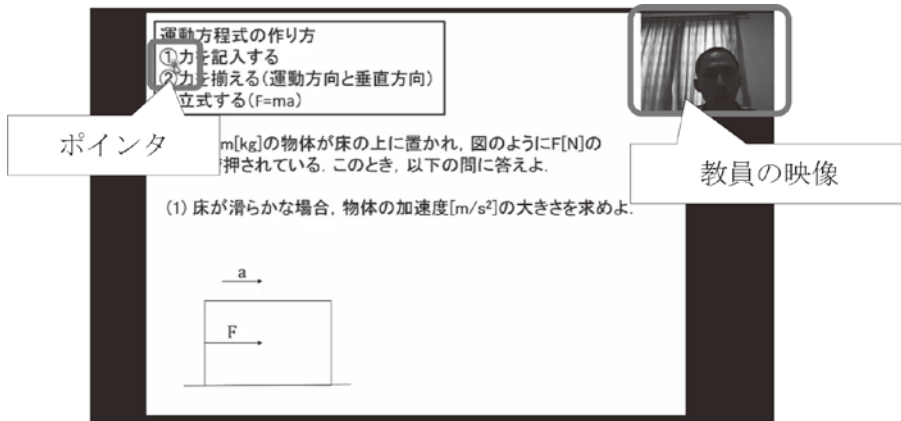 運動方程式の作り方
①力を記入する
②力を揃える(運動方向と垂直方向)
立式する(F=ma)
ポインタ
教員の映像
m[kg]の物体が床の上に置かれ, 図のようにF[N]の
で押されている. このとき, 以下の問に答えよ.
(1) 床が滑らかな場合, 物体の加速度[m/s²]の大きさを求めよ.
a
F